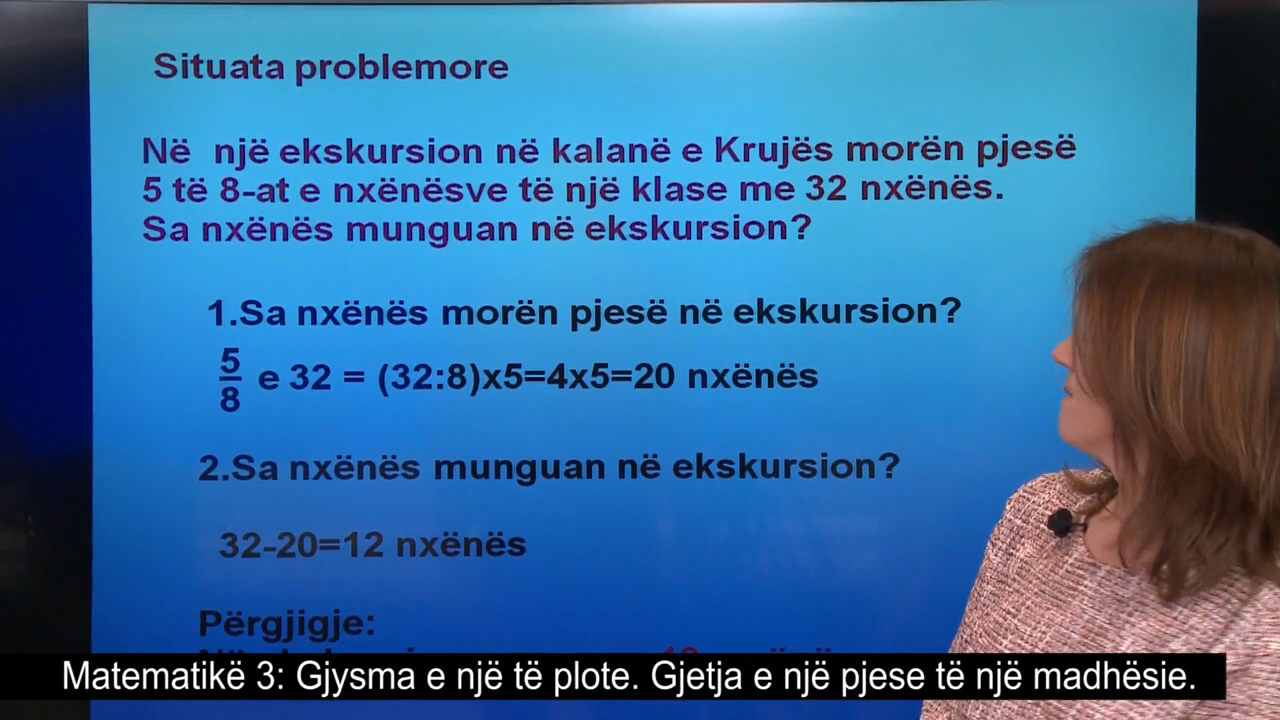 Situata problemore
Në një ekskursion në kalanë e Krujës morën pjesë
5 të 8-at e nxënësve të një klase me 32 nxënës.
Sa nxënës munguan në ekskursion?
1.Sa nxënës morën pjesë në ekskursion?
5/8 e 32 = (32:8)x5=4x5=20 nxënës
2.Sa nxënës munguan në ekskursion?
32-20=12 nxënës
Përgjigje:
Matematikë 3: Gjysma e një të plote. Gjetja e një pjese të një madhësie.